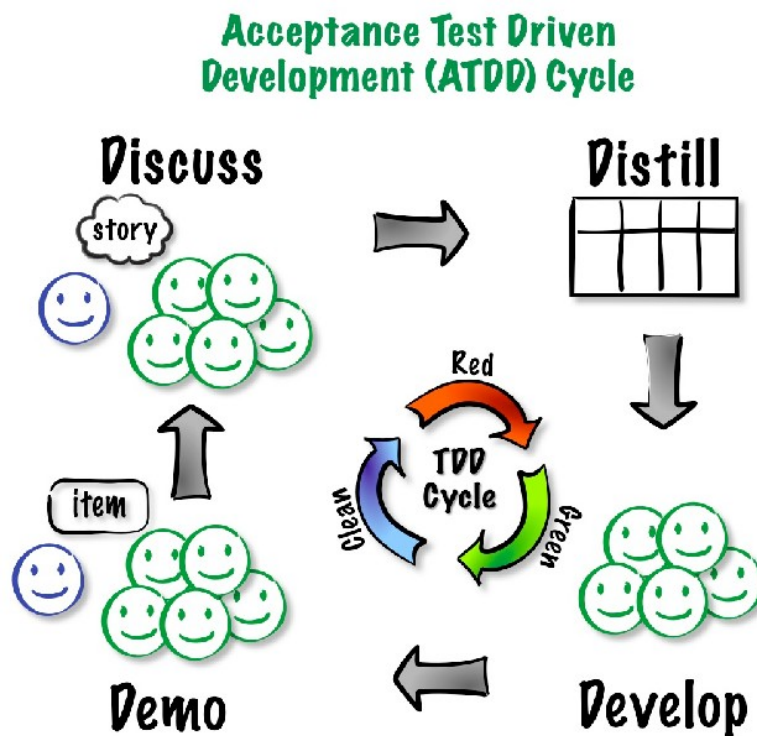 Acceptance Test Driven
Development (ATDD) Cycle
Discuss
Distill
story
Red
TDD
Cycle
Clean
Green
item
Demo
Develop